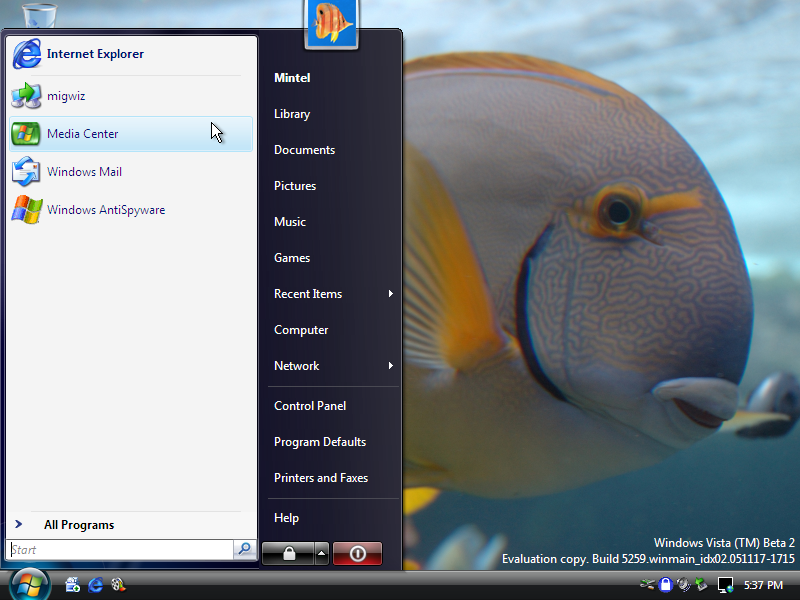 Internet Explorer
migwiz
Media Center
Windows Mail
Windows AntiSpyware
All Programs
Start
Mintel
Library
Documents
Pictures
Music
Games
Recent Items
Computer
Network
Control Panel
Program Defaults
Printers and Faxes
Help
Windows Vista (TM) Beta 2
Evaluation copy. Build 5259.winmain_idx02.051117-1715
5:37 PM